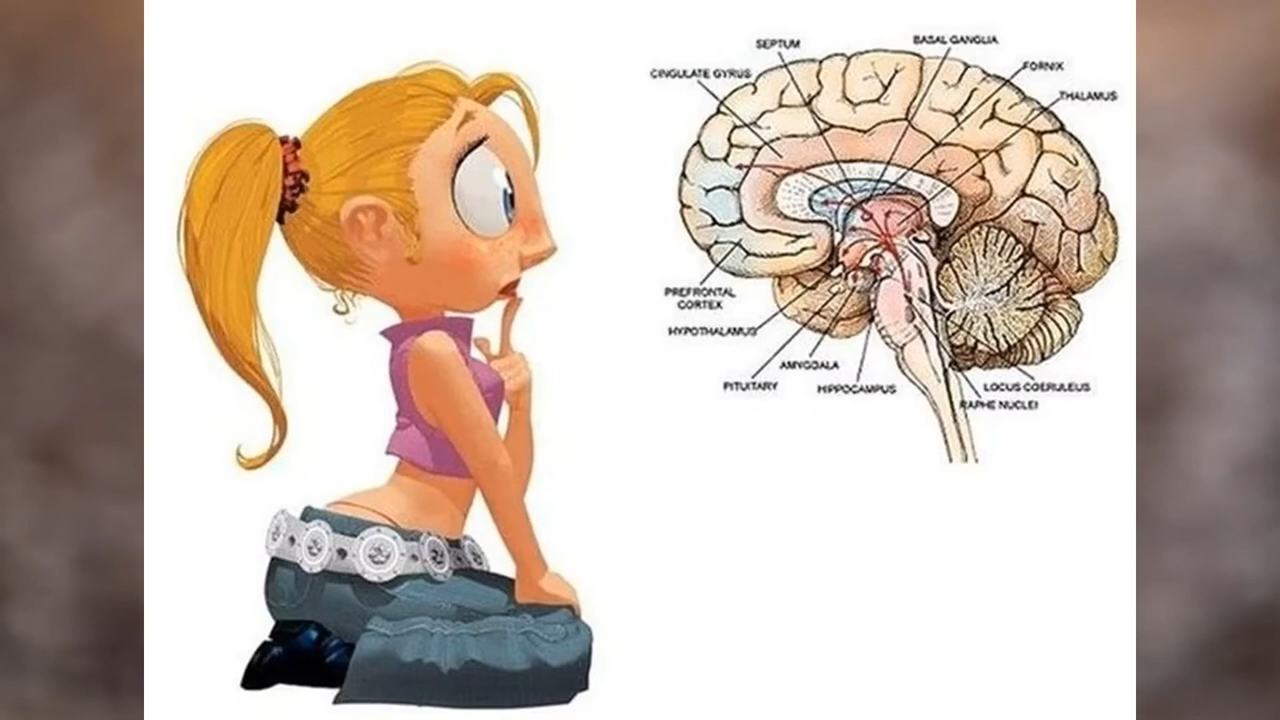 SEPTUM
BASAL GANGLIA
CINGULATE GYRUS
FORNIX
THALAMUS
PREFRONTAL
CORTEX
HYPOTHALAMUS
AMYGDALA
PITUITARY
HIPPOCAMPUS
LOCUS COERULEUS
RAPHE NUCLEI